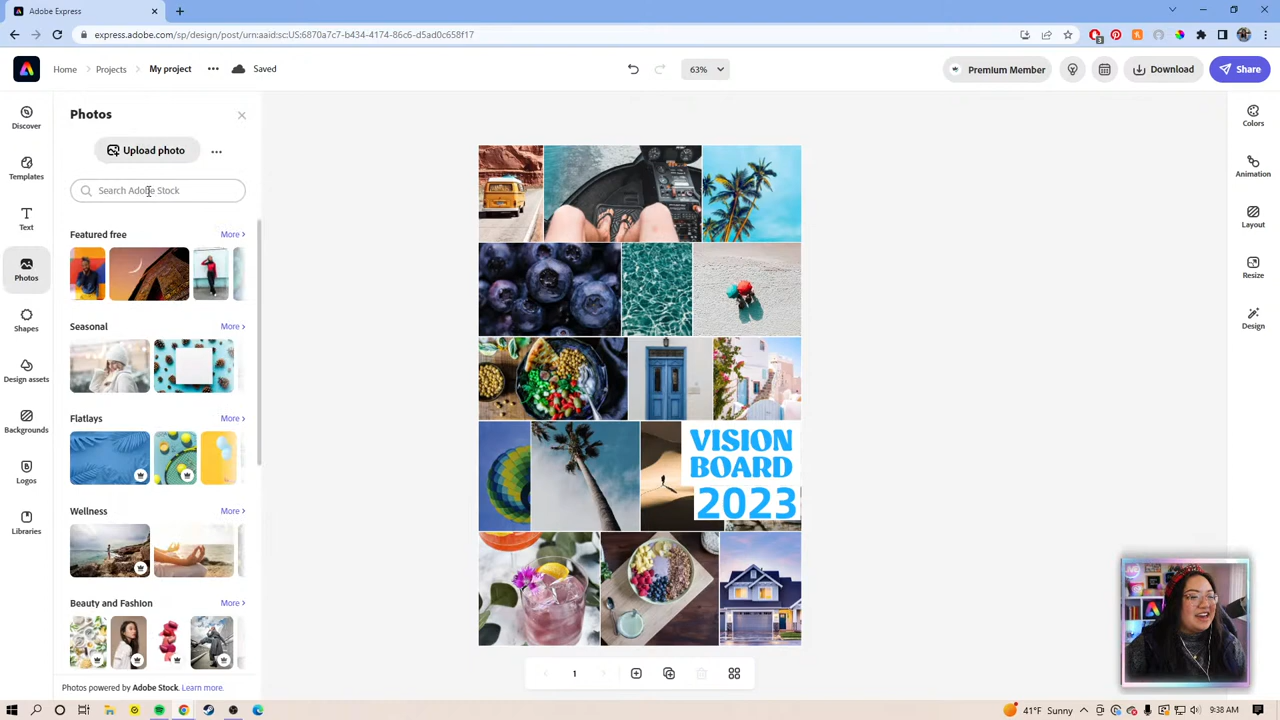 Adobe Express
express.adobe.com/sp/design/post/urn:aaid:sc:US:6870a7c7-b434-4174-86c6-d5ad0c658f17
3
Home
Projects
My project
Saved
63%
Premium Member
Download
Share
Discover
Templates
Text
Photos
Shapes
Design assets
Backgrounds
Logos
Libraries
Photos
Upload photo
Search Adobe Stock
Featured free
More >
Seasonal
More >
Flatlays
More >
Wellness
More >
Beauty and Fashion
More >
Photos powered by Adobe Stock. Learn more.
VISION
BOARD
2023
1
Colors
Animation
Layout
Resize
Design
41°F Sunny
9:38 AM